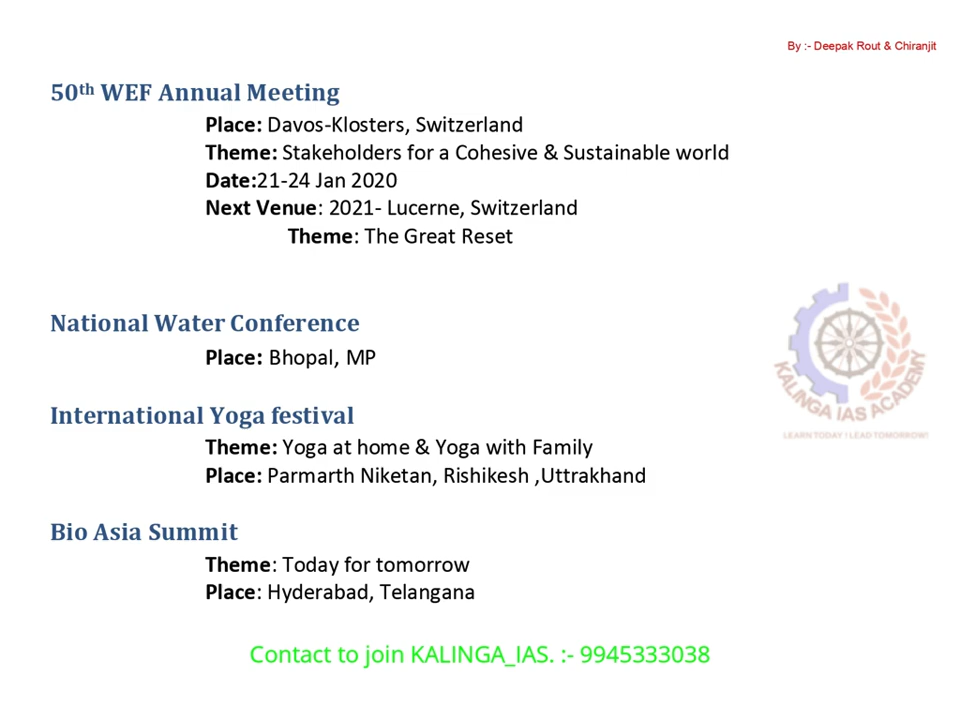 By :- Deepak Rout & Chiranjit
50th WEF Annual Meeting
Place: Davos-Klosters, Switzerland
Theme: Stakeholders for a Cohesive & Sustainable world
Date:21-24 Jan 2020
Next Venue: 2021- Lucerne, Switzerland
Theme: The Great Reset
National Water Conference
Place: Bhopal, MP
International Yoga festival
Theme: Yoga at home & Yoga with Family
Place: Parmarth Niketan, Rishikesh ,Uttrakhand
KALINGA IAS ACADEMY
LEARN TODAY ! LEAD TOMORROW!
Bio Asia Summit
Theme: Today for tomorrow
Place: Hyderabad, Telangana
Contact to join KALINGA_IAS. :- 9945333038